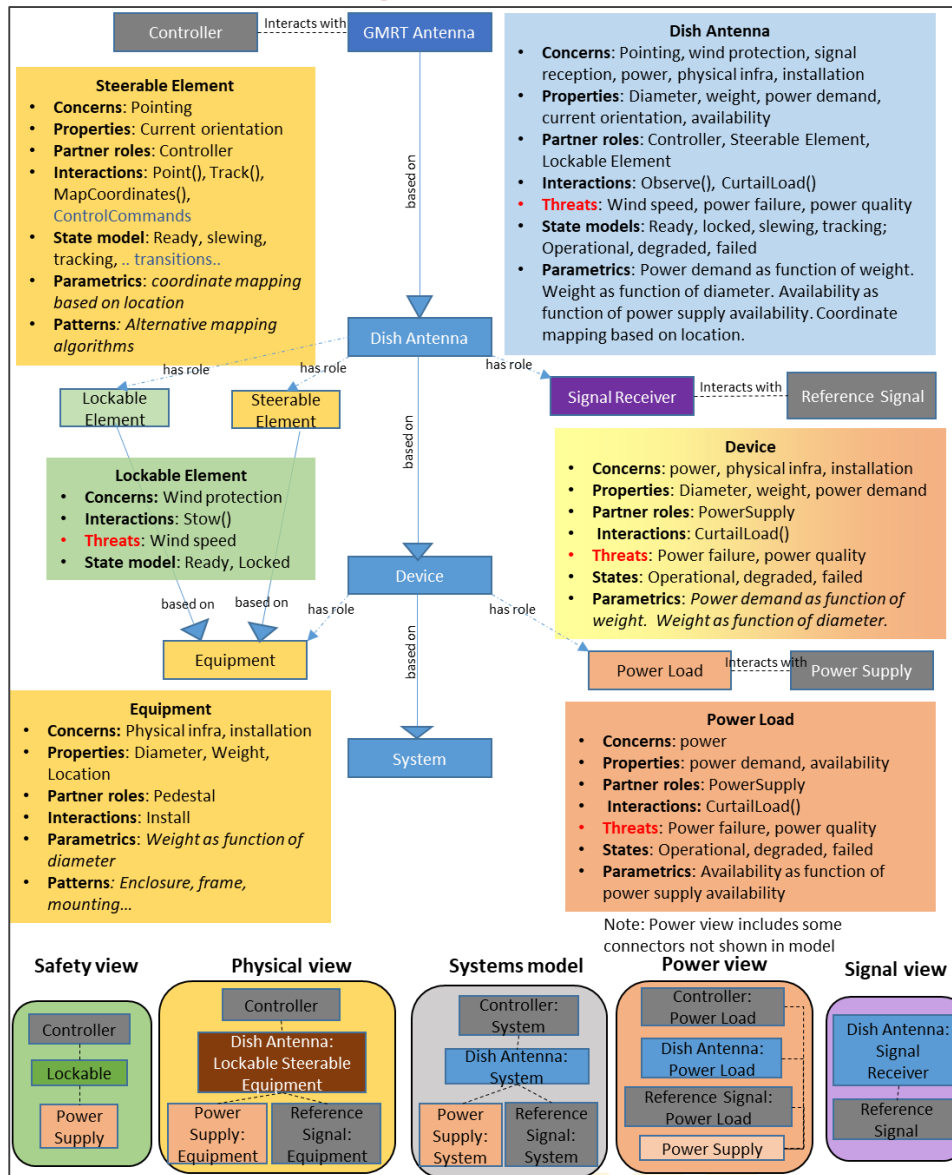 Controller
Interacts with
GMRT Antenna
Dish Antenna
• Concerns: Pointing, wind protection, signal
reception, power, physical infra, installation
• Properties: Diameter, weight, power demand,
current orientation, availability
• Partner roles: Controller, Steerable Element,
Lockable Element
• Interactions: Observe(), CurtailLoad()
• Threats: Wind speed, power failure, power quality
• State models: Ready, locked, slewing, tracking;
Operational, degraded, failed
• Parametrics: Power demand as function of weight.
Weight as function of diameter. Availability as
function of power supply availability. Coordinate
mapping based on location.
Steerable Element
• Concerns: Pointing
• Properties: Current orientation
• Partner roles: Controller
• Interactions: Point(), Track(),
MapCoordinates(),
ControlCommands
• State model: Ready, slewing,
tracking, .. transitions..
• Parametrics: coordinate mapping
based on location
• Patterns: Alternative mapping
algorithms
based on
Dish Antenna
has role
has role
has role
Lockable
Element
Steerable
Element
Signal Receiver
Interacts with
Reference Signal
Lockable Element
• Concerns: Wind protection
• Interactions: Stow()
• Threats: Wind speed
• State model: Ready, Locked
based on
Device
• Concerns: power, physical infra, installation
• Properties: Diameter, weight, power demand
• Partner roles: PowerSupply
• Interactions: CurtailLoad()
• Threats: Power failure, power quality
• States: Operational, degraded, failed
• Parametrics: Power demand as function of
weight. Weight as function of diameter.
Device
based on
based on
has role
has role
Equipment
based on
Power Load
Interacts with
Power Supply
Equipment
• Concerns: Physical infra, installation
• Properties: Diameter, Weight,
Location
• Partner roles: Pedestal
• Interactions: Install
• Parametrics: Weight as function of
diameter
• Patterns: Enclosure, frame,
mounting…
System
Power Load
• Concerns: power
• Properties: power demand, availability
• Partner roles: PowerSupply
• Interactions: CurtailLoad()
• Threats: Power failure, power quality
• States: Operational, degraded, failed
• Parametrics: Availability as function of
power supply availability
Note: Power view includes some
connectors not shown in model
Safety view
Controller
Lockable
Power
Supply
Physical view
Controller
Dish Antenna:
Lockable Steerable
Equipment
Power
Supply:
Equipment
Reference
Signal:
Equipment
Systems model
Controller:
System
Dish Antenna:
System
Power
Supply:
System
Reference
Signal:
System
Power view
Controller:
Power Load
Dish Antenna:
Power Load
Reference Signal:
Power Load
Power Supply
Signal view
Dish Antenna:
Signal
Receiver
Reference
Signal